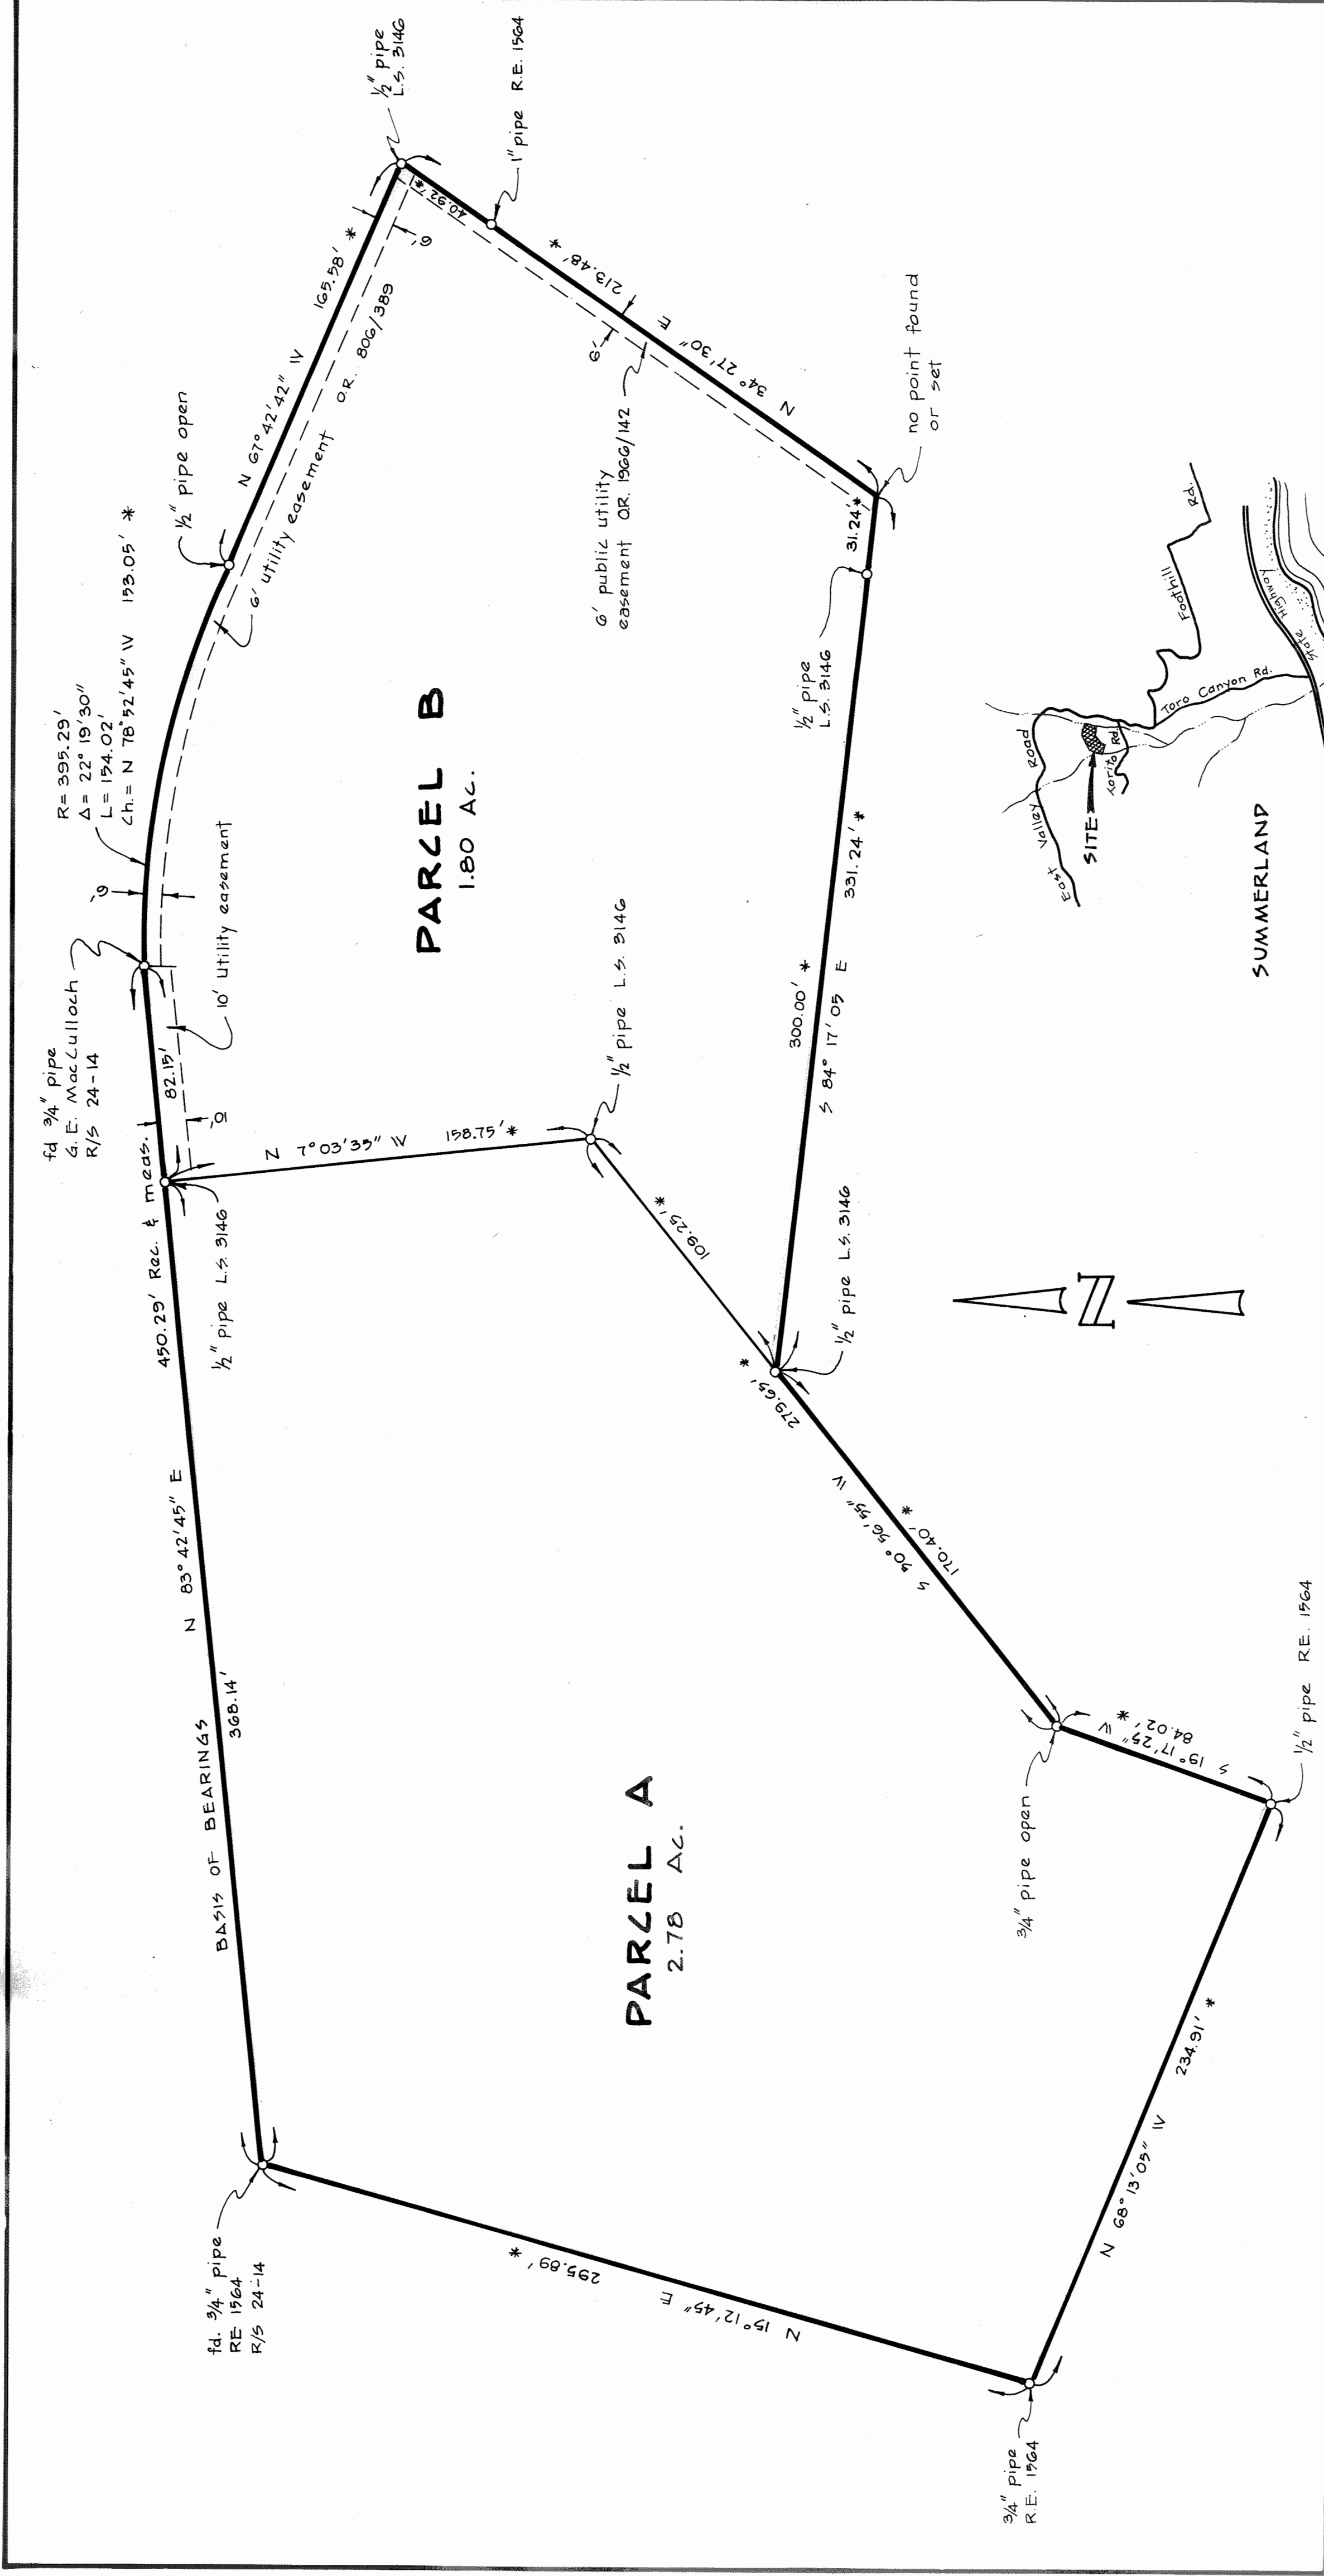 fd. 3/4" pipe
RE 1564
R/S 24-14
BASIS OF BEARINGS
368.14'
N 83° 42' 45" E
450.29' Rec. & meas.
1/2" pipe L.S. 3146
fd 3/4" pipe
G. E. MacCulloch
R/S 24-14
82.15'
10'
10' Utility easement
6'
R= 395.29'
Δ= 22° 19' 30"
L= 154.02'
Ch.= N 78° 52' 45" W 153.05' *
1/2" pipe open
6' utility easement O.R. 806/389
N 67° 42' 42" W 165.58' *
6'
1/2" pipe
L.S. 3146
40.92' *
1" pipe R.E. 1564
N 34° 27' 30" E 213.48' *
6'
6' public utility
easement O.R. 1966/142
no point found
or set
31.24' *
1/2" pipe
L.S. 3146
331.24' *
300.00' *
S 84° 17' 05 E
PARCEL B
1.80 Ac.
N 7° 03' 35" W 158.75' *
1/2" pipe L.S. 3146
109.25' *
279.65' *
1/2" pipe L.S. 3146
S 50° 56' 55" W
170.40' *
3/4" pipe open
S 19° 17' 25" W
84.02' *
1/2" pipe R.E. 1564
PARCEL A
2.78 Ac.
N 15° 12' 45" E 295.89' *
3/4" pipe
R.E. 1564
N 68° 13' 05" W 234.91' *
N
East Valley Road
SITE
Torito Rd.
Toro Canyon Rd.
Foothill Rd.
State Highway
SUMMERLAND